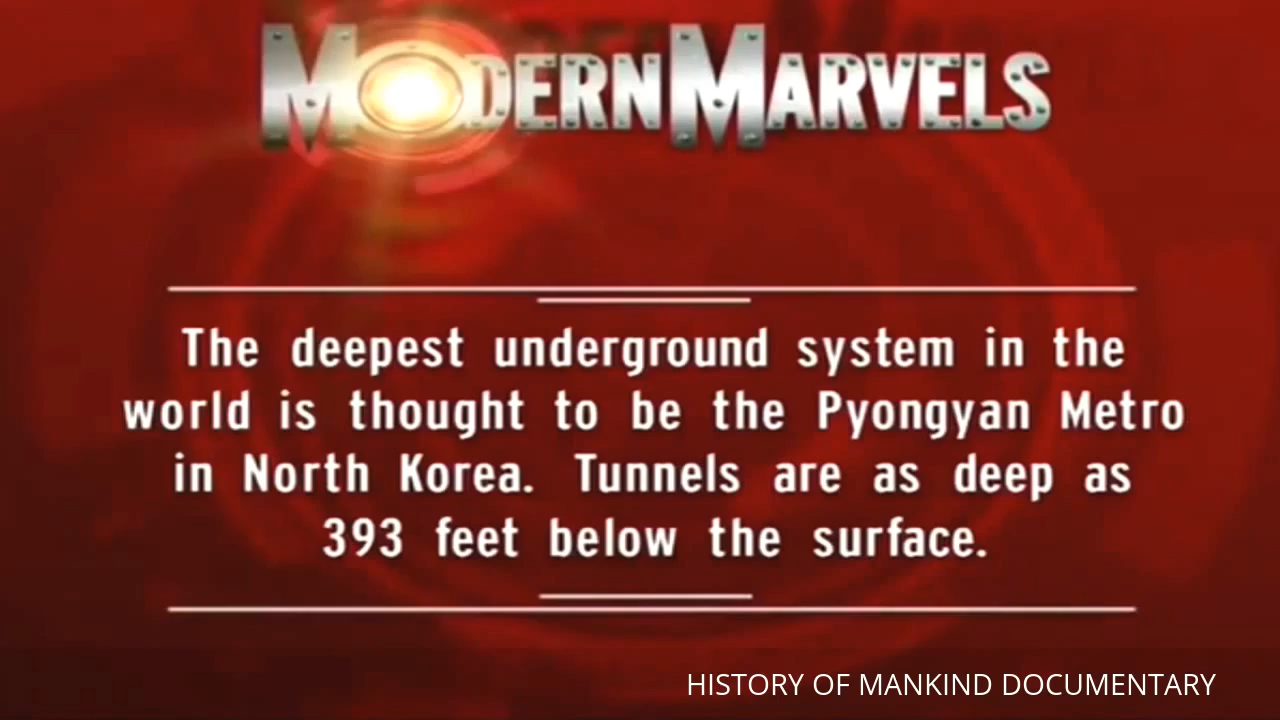 MODERN MARVELS
The deepest underground system in the
world is thought to be the Pyongyan Metro
in North Korea. Tunnels are as deep as
393 feet below the surface.
HISTORY OF MANKIND DOCUMENTARY